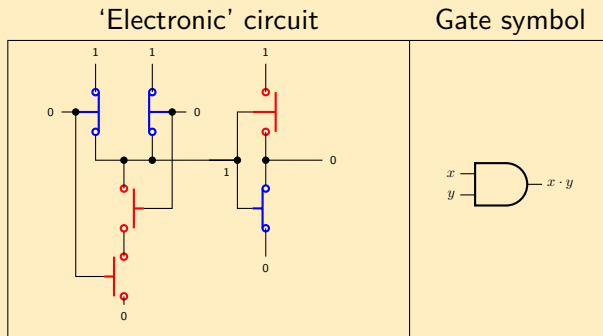 ‘Electronic’ circuit Gate symbol
1 1 1
0 0
1 0
x
y
x · y
0
0